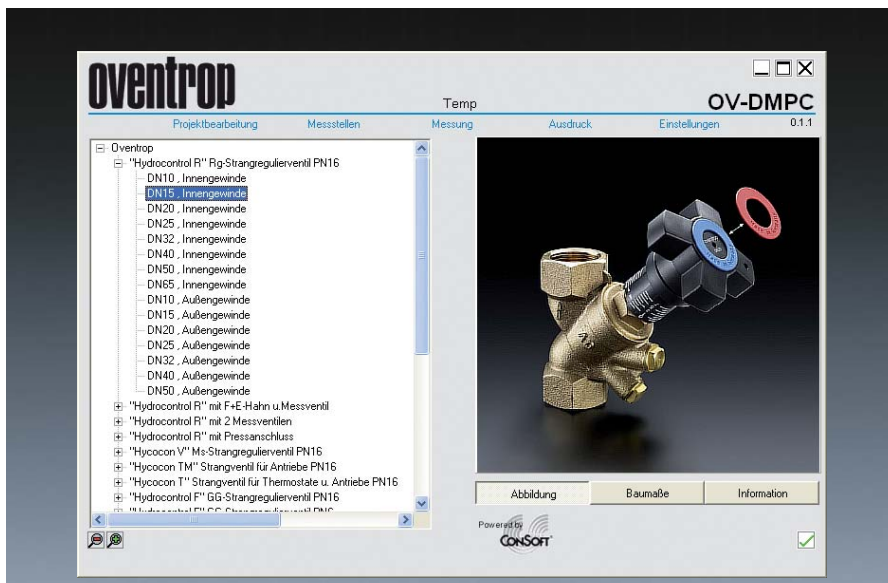 oventrop
Temp
OV-DMPC
Projektbearbeitung
Messstellen
Messung
Ausdruck
Einstellungen
0.1.1
Oventrop
"Hydrocontrol R" Rg-Strangregulierventil PN16
DN10 , Innengewinde
DN15 , Innengewinde
DN20 , Innengewinde
DN25 , Innengewinde
DN32 , Innengewinde
DN40 , Innengewinde
DN50 , Innengewinde
DN65 , Innengewinde
DN10 , Außengewinde
DN15 , Außengewinde
DN20 , Außengewinde
DN25 , Außengewinde
DN32 , Außengewinde
DN40 , Außengewinde
DN50 , Außengewinde
"Hydrocontrol R" mit F+E-Hahn u.Messventil
"Hydrocontrol R" mit 2 Messventilen
"Hydrocontrol R" mit Pressanschluss
"Hycocon V" Ms-Strangregulierventil PN16
"Hycocon TM" Strangventil für Antriebe PN16
"Hycocon T" Strangventil für Thermostate u. Antriebe PN16
"Hydrocontrol F" GG-Strangregulierventil PN16
Abbildung
Baumaße
Information
Powered by
CONSOFT